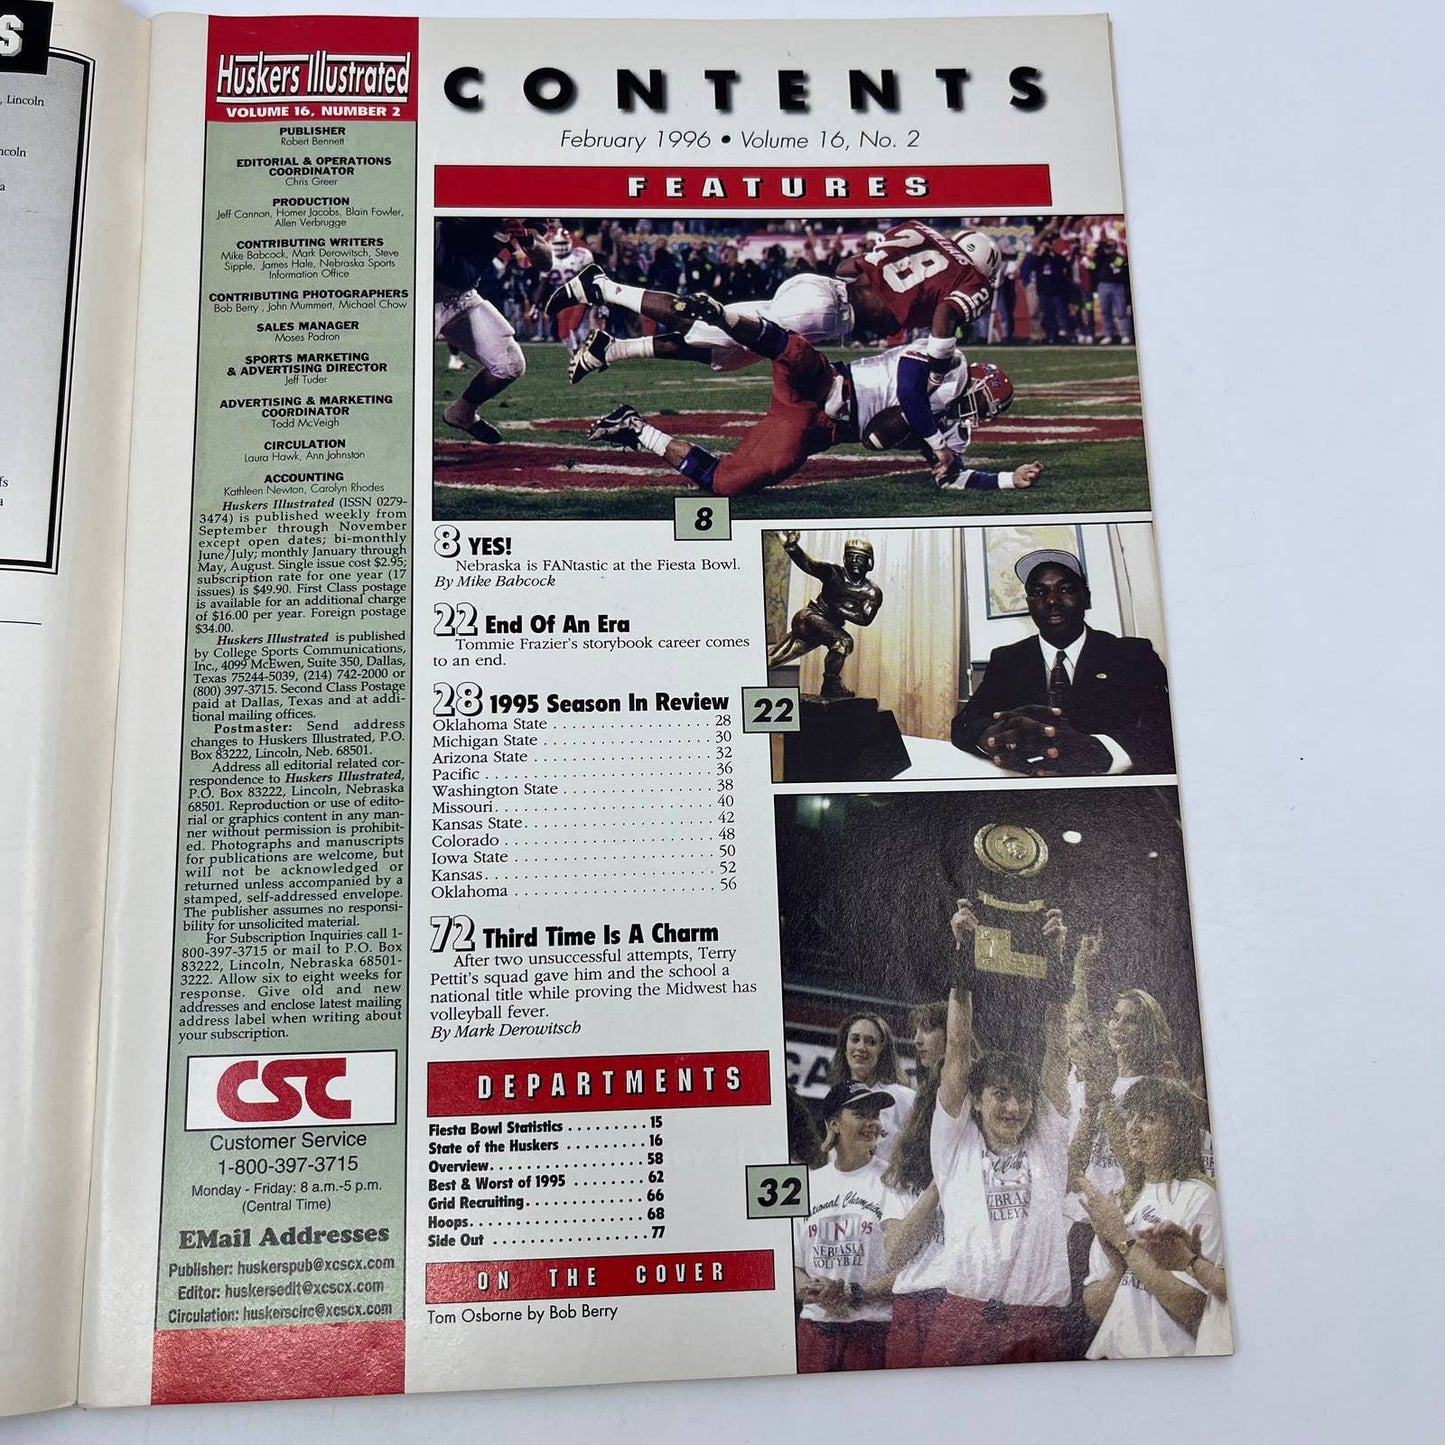 S
, Lincoln
ncoln
a
fs
a
Huskers Illustrated
VOLUME 16, NUMBER 2
PUBLISHER
Robert Bennett
EDITORIAL & OPERATIONS
COORDINATOR
Chris Greer
PRODUCTION
Jeff Cannon, Homer Jacobs, Blain Fowler,
Allen Verbrugge
CONTRIBUTING WRITERS
Mike Babcock, Mark Derowitsch, Steve
Sipple, James Hale, Nebraska Sports
Information Office
CONTRIBUTING PHOTOGRAPHERS
Bob Berry , John Mummert, Michael Chow
SALES MANAGER
Moses Padron
SPORTS MARKETING
& ADVERTISING DIRECTOR
Jeff Tuder
ADVERTISING & MARKETING
COORDINATOR
Todd McVeigh
CIRCULATION
Laura Hawk, Ann Johnston
ACCOUNTING
Kathleen Newton, Carolyn Rhodes
Huskers Illustrated (ISSN 0279-
3474) is published weekly from
September through November
except open dates; bi-monthly
June/July; monthly January through
May, August. Single issue cost $2.95;
subscription rate for one year (17
issues) is $49.90. First Class postage
is available for an additional charge
of $16.00 per year. Foreign postage
$34.00.
Huskers Illustrated is published
by College Sports Communications,
Inc., 4099 McEwen, Suite 350, Dallas,
Texas 75244-5039, (214) 742-2000 or
(800) 397-3715. Second Class Postage
paid at Dallas, Texas and at addi-
tional mailing offices.
Postmaster: Send address
changes to Huskers Illustrated, P.O.
Box 83222, Lincoln, Neb. 68501.
Address all editorial related cor-
respondence to Huskers Illustrated,
P.O. Box 83222, Lincoln, Nebraska
68501. Reproduction or use of edito-
rial or graphics content in any man-
ner without permission is prohibit-
ed. Photographs and manuscripts
for publications are welcome, but
will not be acknowledged or
returned unless accompanied by a
stamped, self-addressed envelope.
The publisher assumes no responsi-
bility for unsolicited material.
For Subscription Inquiries call 1-
800-397-3715 or mail to P.O. Box
83222, Lincoln, Nebraska 68501-
3222. Allow six to eight weeks for
response. Give old and new
addresses and enclose latest mailing
address label when writing about
your subscription.
CSC
Customer Service
1-800-397-3715
Monday - Friday: 8 a.m.-5 p.m.
(Central Time)
EMail Addresses
Publisher: huskerspub@xcscx.com
Editor: huskersedit@xcscx.com
Circulation: huskerscirc@xcscx.com
CONTENTS
February 1996 • Volume 16, No. 2
FEATURES
28
8
8 YES!
Nebraska is FANtastic at the Fiesta Bowl.
By Mike Babcock
22 End Of An Era
Tommie Frazier's storybook career comes
to an end.
28 1995 Season In Review
Oklahoma State . . . . . . . . . . . . . . . . . 28
Michigan State . . . . . . . . . . . . . . . . . 30
Arizona State . . . . . . . . . . . . . . . . . . 32
Pacific . . . . . . . . . . . . . . . . . . . . . . . 36
Washington State . . . . . . . . . . . . . . . 38
Missouri. . . . . . . . . . . . . . . . . . . . . . 40
Kansas State. . . . . . . . . . . . . . . . . . . 42
Colorado . . . . . . . . . . . . . . . . . . . . . 48
Iowa State . . . . . . . . . . . . . . . . . . . . 50
Kansas. . . . . . . . . . . . . . . . . . . . . . . 52
Oklahoma . . . . . . . . . . . . . . . . . . . . 56
22
72 Third Time Is A Charm
After two unsuccessful attempts, Terry
Pettit's squad gave him and the school a
national title while proving the Midwest has
volleyball fever.
By Mark Derowitsch
DEPARTMENTS
Fiesta Bowl Statistics . . . . . . . . . 15
State of the Huskers . . . . . . . . . 16
Overview. . . . . . . . . . . . . . . . . 58
Best & Worst of 1995 . . . . . . . . 62
Grid Recruiting. . . . . . . . . . . . . 66
Hoops. . . . . . . . . . . . . . . . . . . 68
Side Out . . . . . . . . . . . . . . . . . 77
32
National Champions
19 N 95
NEBRASKA
VOLLEYBALL
ON THE COVER
Tom Osborne by Bob Berry